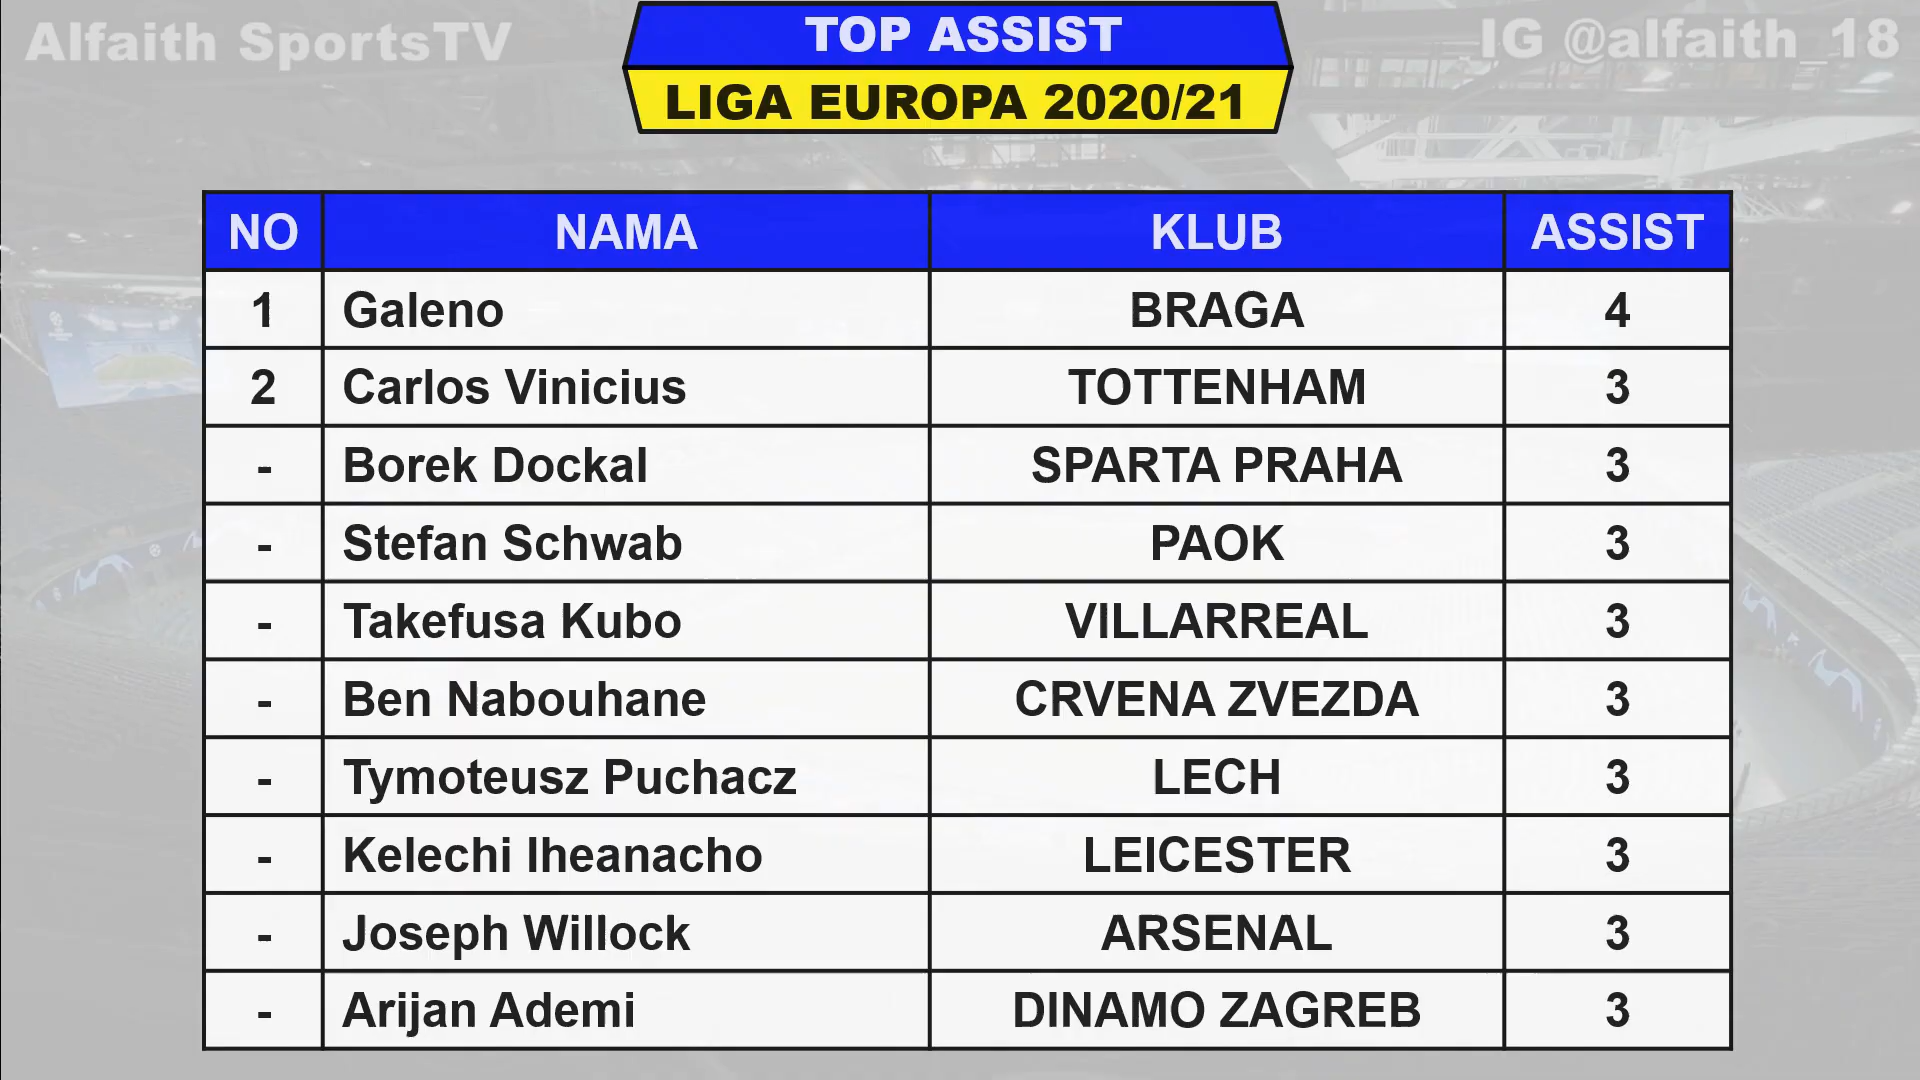 Alfaith SportsTV
TOP ASSIST
IG @alfaith_18
LIGA EUROPA 2020/21
NO NAMA KLUB ASSIST
1 Galeno BRAGA 4
2 Carlos Vinicius TOTTENHAM 3
- Borek Dockal SPARTA PRAHA 3
- Stefan Schwab PAOK 3
- Takefusa Kubo VILLARREAL 3
- Ben Nabouhane CRVENA ZVEZDA 3
- Tymoteusz Puchacz LECH 3
- Kelechi Iheanacho LEICESTER 3
- Joseph Willock ARSENAL 3
- Arijan Ademi DINAMO ZAGREB 3